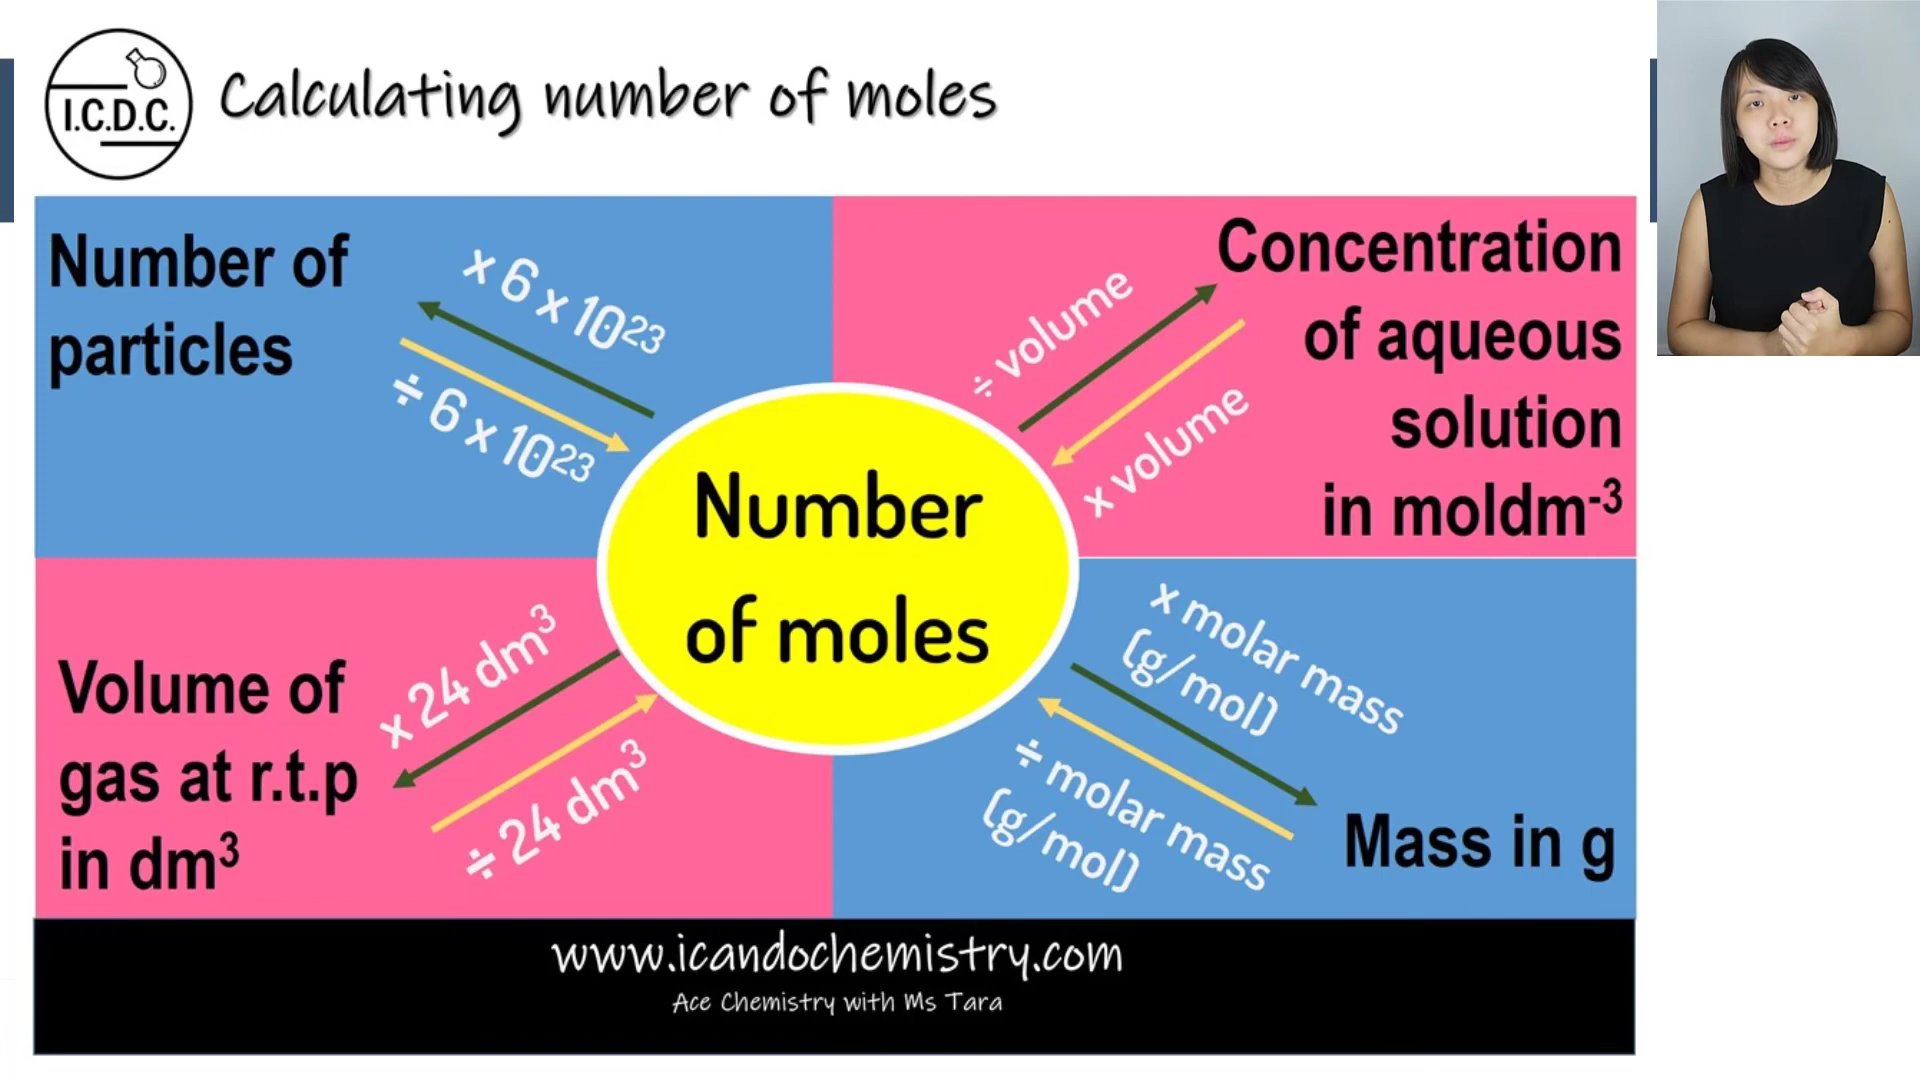 I.C.D.C.
Calculating number of moles
Number of
particles
x 6 x 10²³
÷ 6 x 10²³
Concentration
of aqueous
solution
in moldm⁻³
÷ volume
x volume
Number
of moles
Volume of
gas at r.t.p
in dm³
x 24 dm³
÷ 24 dm³
x molar mass
(g/mol)
÷ molar mass
(g/mol)
Mass in g
www.icandochemistry.com
Ace Chemistry with Ms Tara